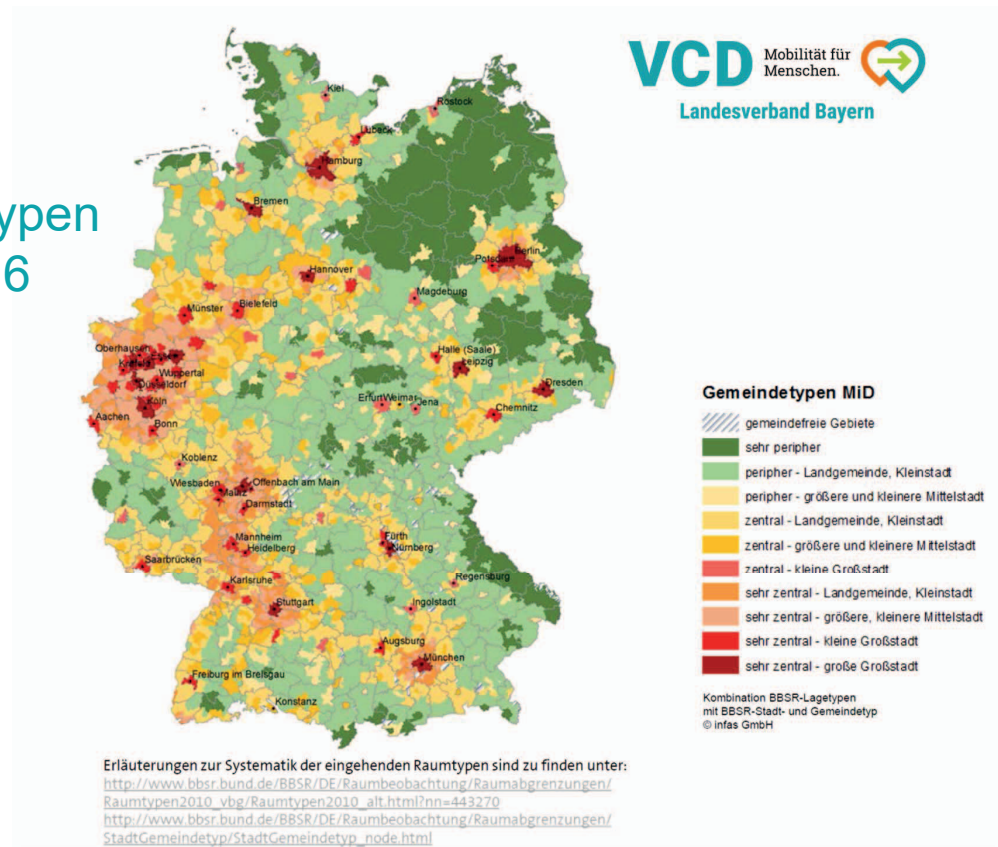 VCD
Mobilität für
Menschen.
Landesverband Bayern
ypen
6
Kiel
Rostock
Lübeck
Hamburg
Bremen
Berlin
Potsdam
Hannover
Magdeburg
Münster
Bielefeld
Oberhausen
Essen
Krefeld
Wuppertal
Düsseldorf
Halle (Saale)
Leipzig
Dresden
Köln
Erfurt
Weimar
Jena
Chemnitz
Aachen
Bonn
Koblenz
Wiesbaden
Offenbach am Main
Mainz
Darmstadt
Mannheim
Heidelberg
Fürth
Nürnberg
Saarbrücken
Karlsruhe
Regensburg
Stuttgart
Ingolstadt
Augsburg
München
Freiburg im Breisgau
Konstanz
Gemeindetypen MiD
gemeindefreie Gebiete
sehr peripher
peripher - Landgemeinde, Kleinstadt
peripher - größere und kleinere Mittelstadt
zentral - Landgemeinde, Kleinstadt
zentral - größere und kleinere Mittelstadt
zentral - kleine Großstadt
sehr zentral - Landgemeinde, Kleinstadt
sehr zentral - größere, kleinere Mittelstadt
sehr zentral - kleine Großstadt
sehr zentral - große Großstadt
Kombination BBSR-Lagetypen
mit BBSR-Stadt- und Gemeindetyp
© infas GmbH
Erläuterungen zur Systematik der eingehenden Raumtypen sind zu finden unter:
http://www.bbsr.bund.de/BBSR/DE/Raumbeobachtung/Raumabgrenzungen/
Raumtypen2010_vbg/Raumtypen2010_alt.html?nn=443270
http://www.bbsr.bund.de/BBSR/DE/Raumbeobachtung/Raumabgrenzungen/
StadtGemeindetyp/StadtGemeindetyp_node.html